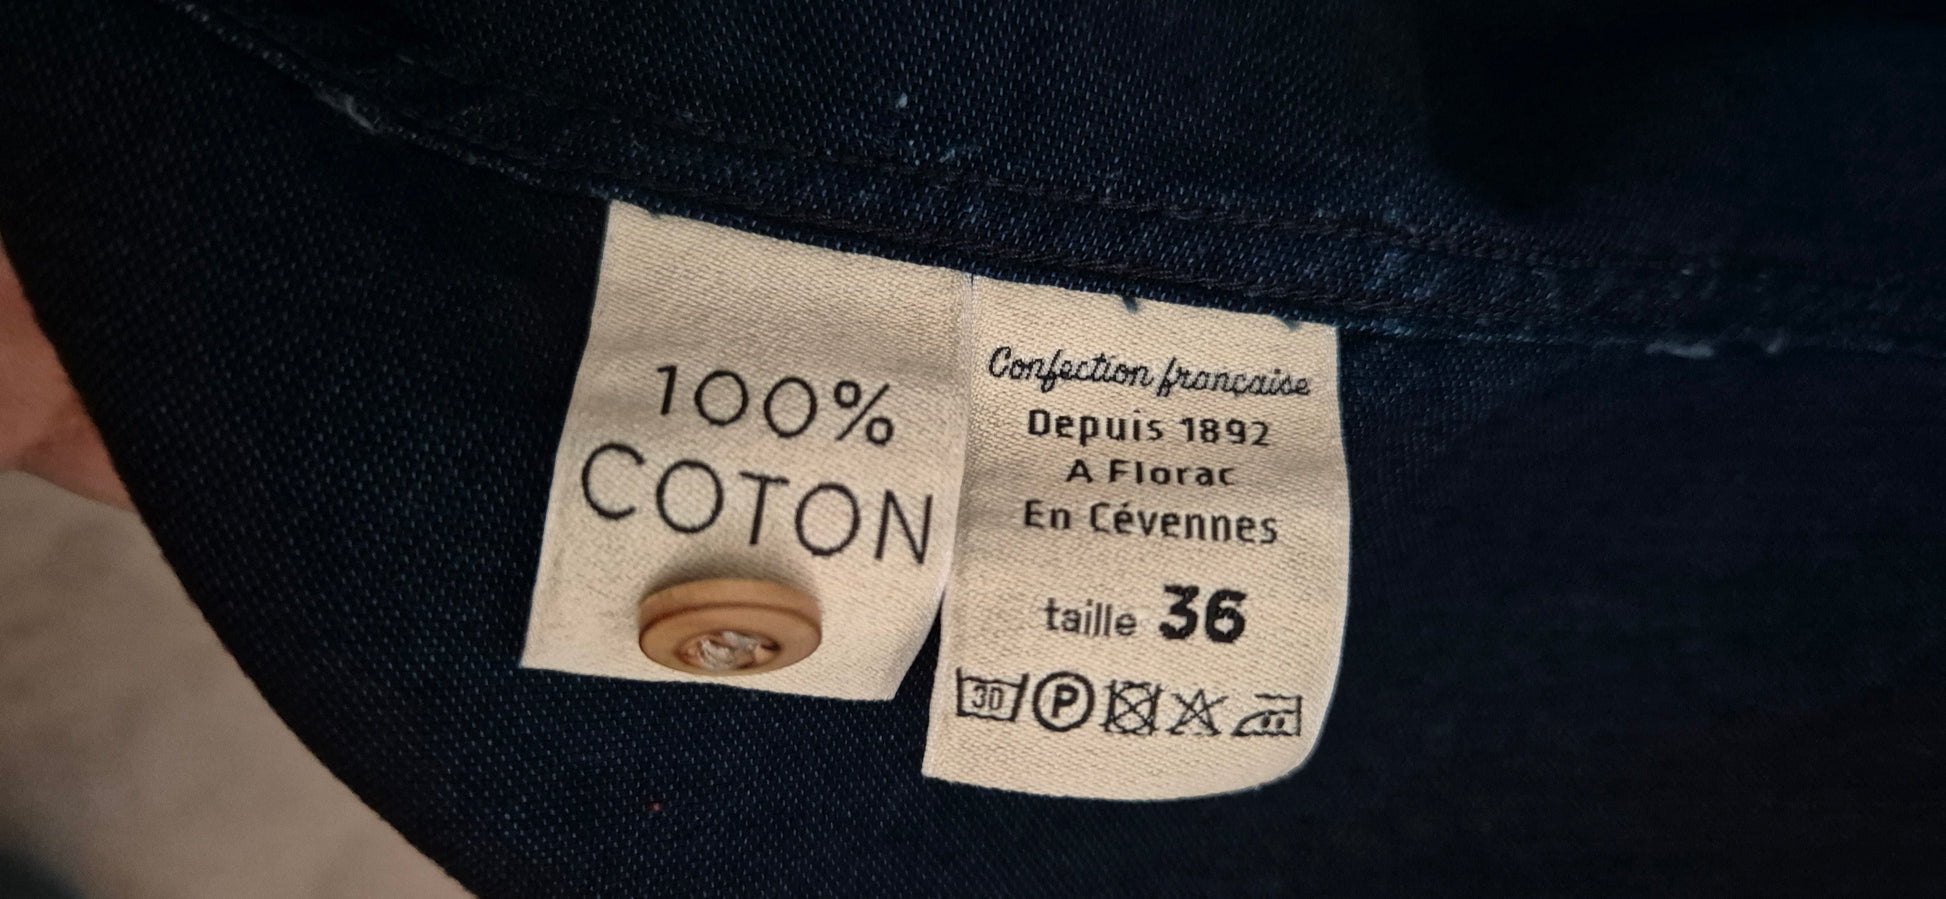 100%
COTON
Confection française
Depuis 1892
A Florac
En Cévennes
taille 36
30 P